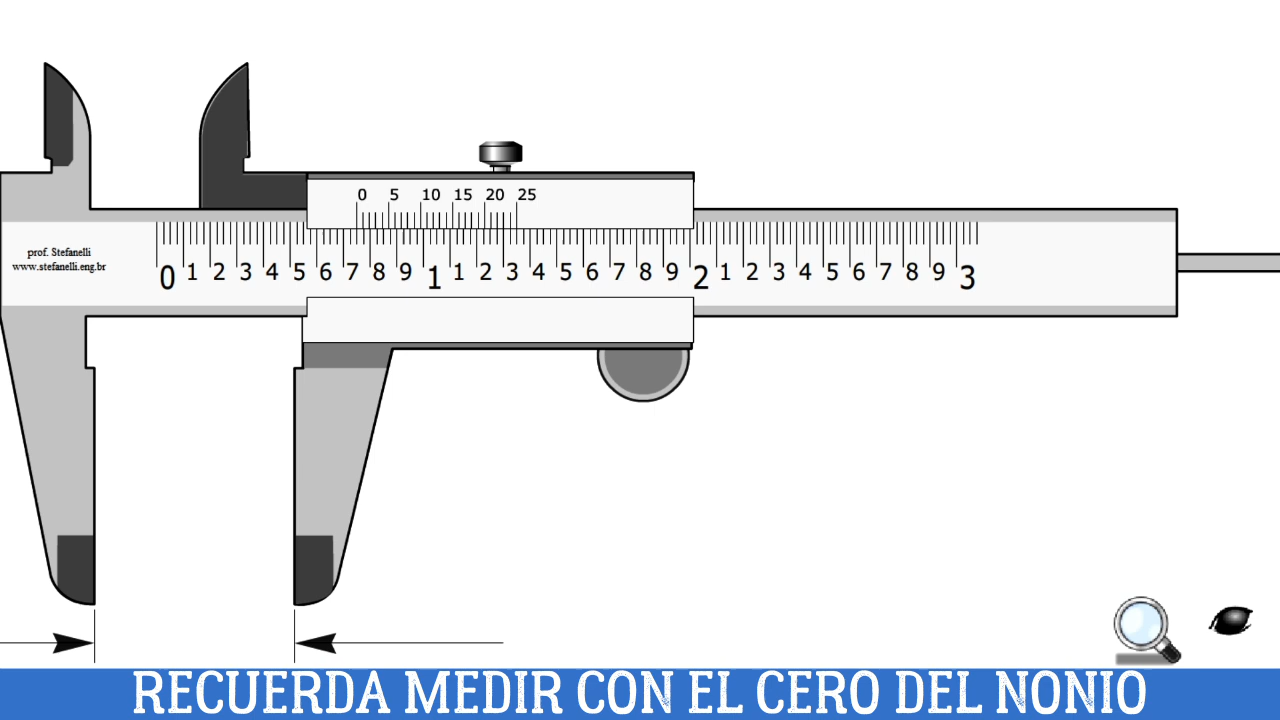 0 5 10 15 20 25
prof. Stefanelli
www.stefanelli.eng.br
0 1 2 3 4 5 6 7 8 9 1 1 2 3 4 5 6 7 8 9 2 1 2 3 4 5 6 7 8 9 3
RECUERDA MEDIR CON EL CERO DEL NONIO